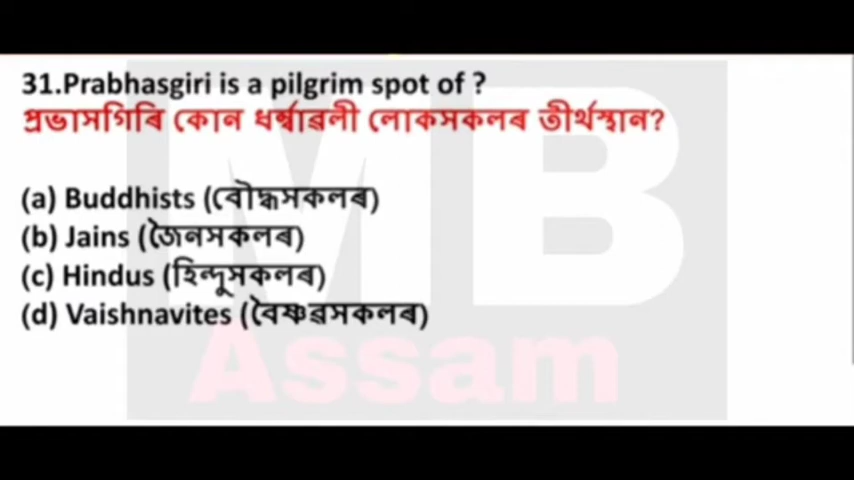 31.Prabhasgiri is a pilgrim spot of ?
প্ৰভাসগিৰি কোন ধৰ্ম্বাৱলী লোকসকলৰ তীৰ্থস্থান?
(a) Buddhists (বৌদ্ধসকলৰ)
(b) Jains (জৈনসকলৰ)
(c) Hindus (হিন্দুসকলৰ)
(d) Vaishnavites (বৈষ্ণৱসকলৰ)
MB
Assam